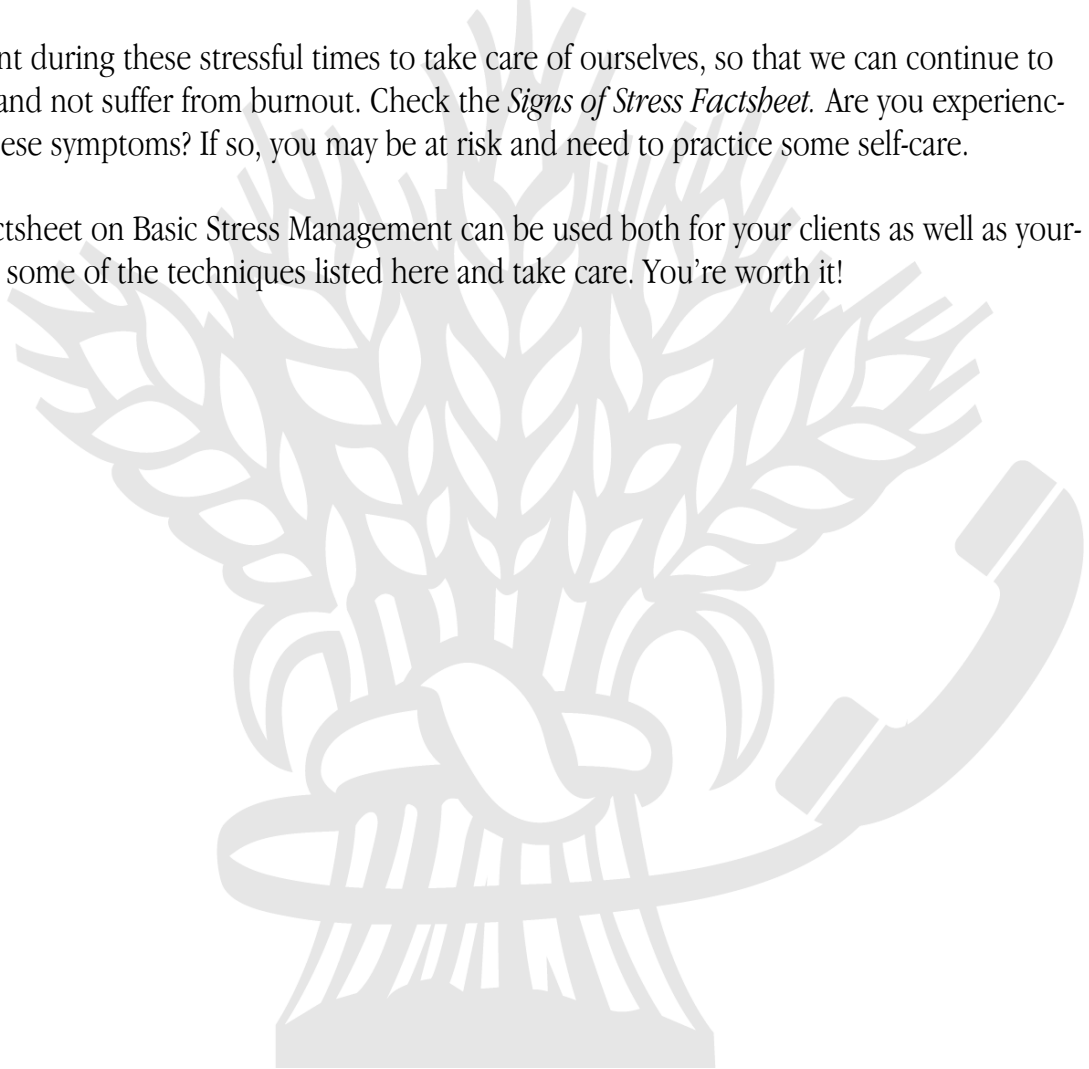 nt during these stressful times to take care of ourselves, so that we can continue to
and not suffer from burnout. Check the Signs of Stress Factsheet. Are you experienc-
ese symptoms? If so, you may be at risk and need to practice some self-care.
ctsheet on Basic Stress Management can be used both for your clients as well as your-
some of the techniques listed here and take care. You’re worth it!